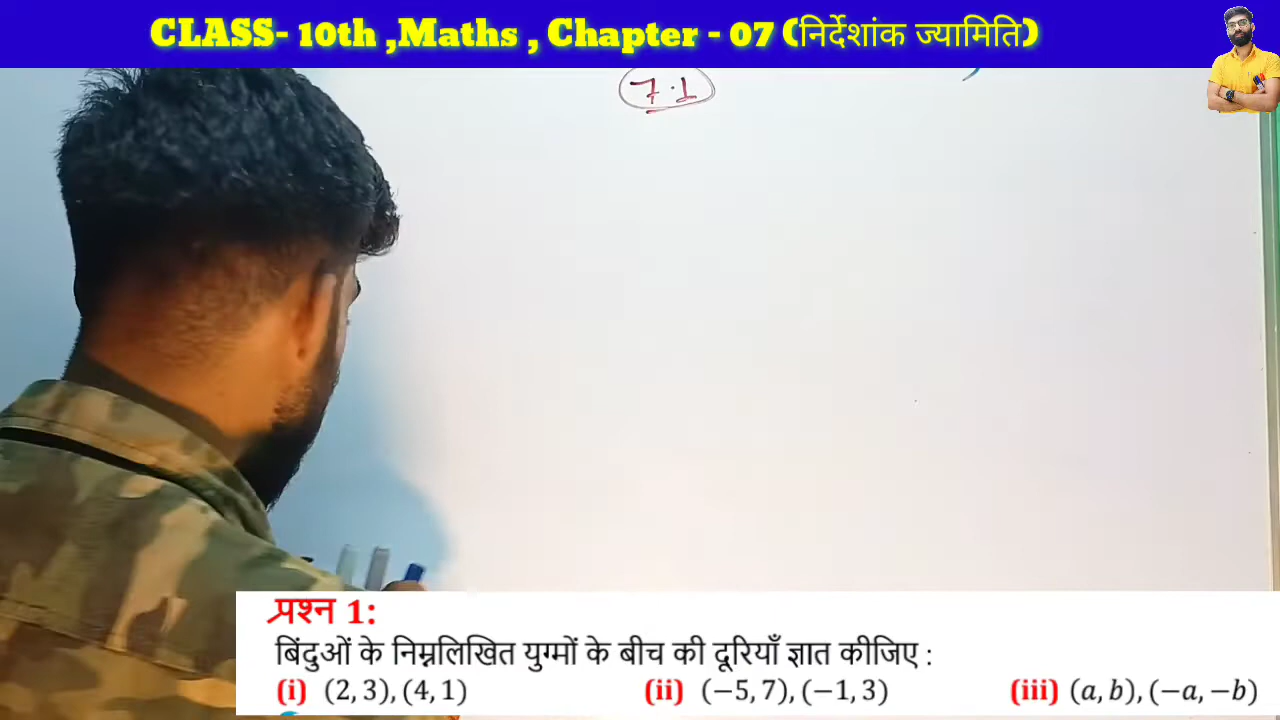 CLASS- 10th ,Maths , Chapter - 07 (निर्देशांक ज्यामिति)
7.1
प्रश्न 1:
बिंदुओं के निम्नलिखित युग्मों के बीच की दूरियाँ ज्ञात कीजिए :
(i) (2, 3), (4, 1) (ii) (−5, 7), (−1, 3) (iii) (a, b), (−a, −b)